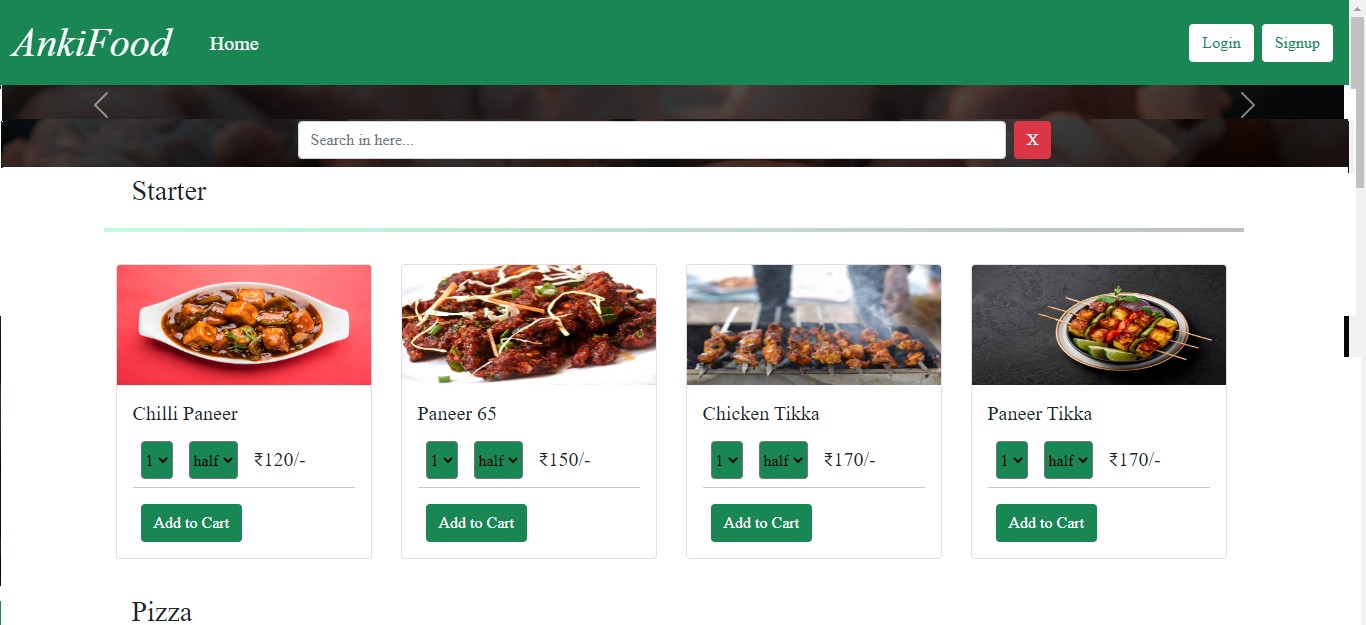 AnkiFood Home Login Signup
Search in here... X
Starter
Chilli Paneer
1 half ₹120/-
Add to Cart
Paneer 65
1 half ₹150/-
Add to Cart
Chicken Tikka
1 half ₹170/-
Add to Cart
Paneer Tikka
1 half ₹170/-
Add to Cart
Pizza